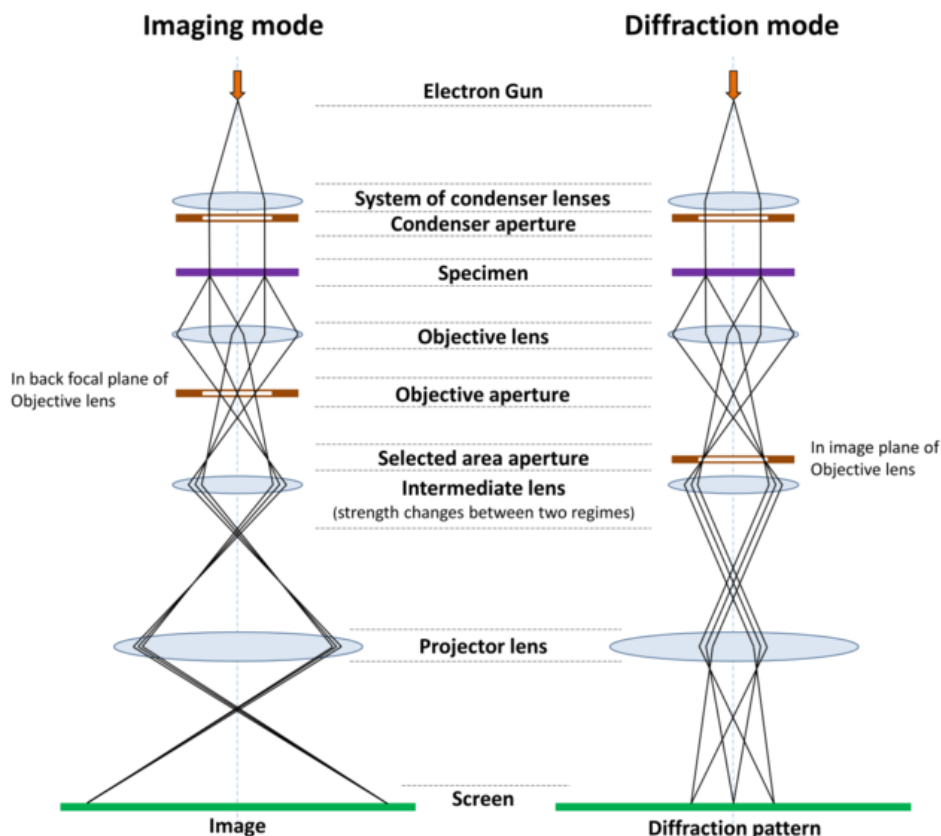 Imaging mode
Diffraction mode
Electron Gun
System of condenser lenses
Condenser aperture
Specimen
Objective lens
In back focal plane of
Objective lens
Objective aperture
Selected area aperture
In image plane of
Objective lens
Intermediate lens
(strength changes between two regimes)
Projector lens
Screen
Image
Diffraction pattern